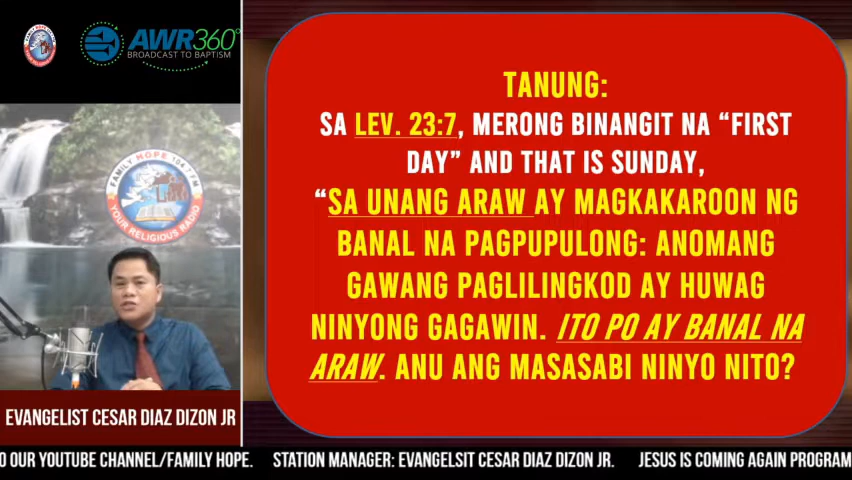 AWR360°
BROADCAST TO BAPTISM
FAMILY HOPE 104.7 FM
YOUR RELIGIOUS RADIO
EVANGELIST CESAR DIAZ DIZON JR
TANUNG:
SA LEV. 23:7, MERONG BINANGIT NA “FIRST
DAY” AND THAT IS SUNDAY,
“SA UNANG ARAW AY MAGKAKAROON NG
BANAL NA PAGPUPULONG: ANOMANG
GAWANG PAGLILINGKOD AY HUWAG
NINYONG GAGAWIN. ITO PO AY BANAL NA
ARAW. ANU ANG MASASABI NINYO NITO?
O OUR YOUTUBE CHANNEL/FAMILY HOPE. STATION MANAGER: EVANGELSIT CESAR DIAZ DIZON JR. JESUS IS COMING AGAIN PROGRAM